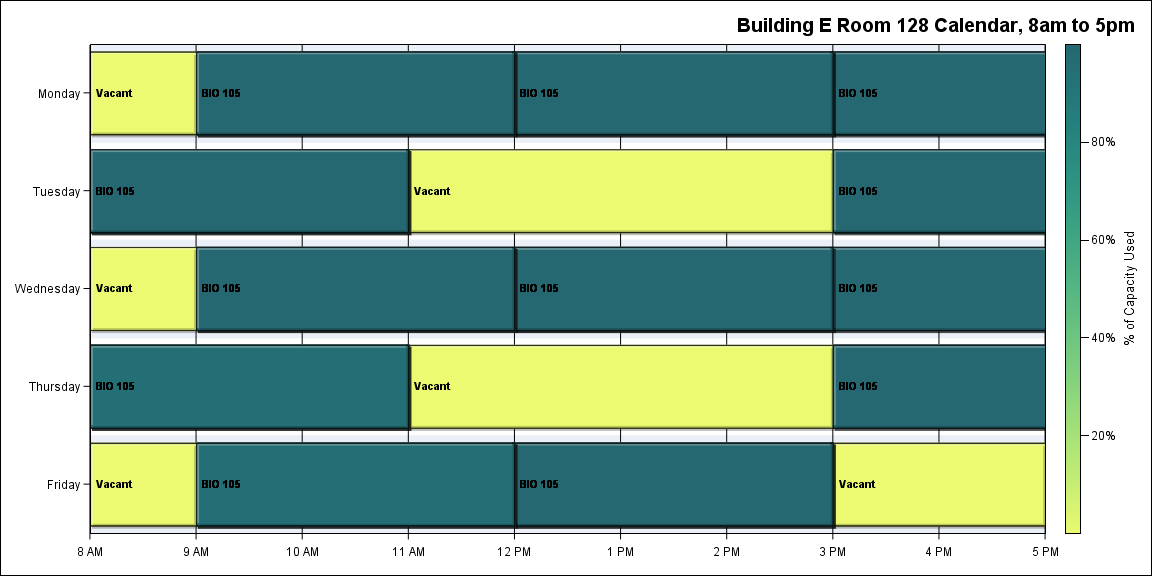 Building E Room 128 Calendar, 8am to 5pm
Monday
Vacant
BIO 105
BIO 105
BIO 105
Tuesday
BIO 105
Vacant
BIO 105
Wednesday
Vacant
BIO 105
BIO 105
BIO 105
Thursday
BIO 105
Vacant
BIO 105
Friday
Vacant
BIO 105
BIO 105
Vacant
8 AM
9 AM
10 AM
11 AM
12 PM
1 PM
2 PM
3 PM
4 PM
5 PM
80%
60%
40%
20%
% of Capacity Used